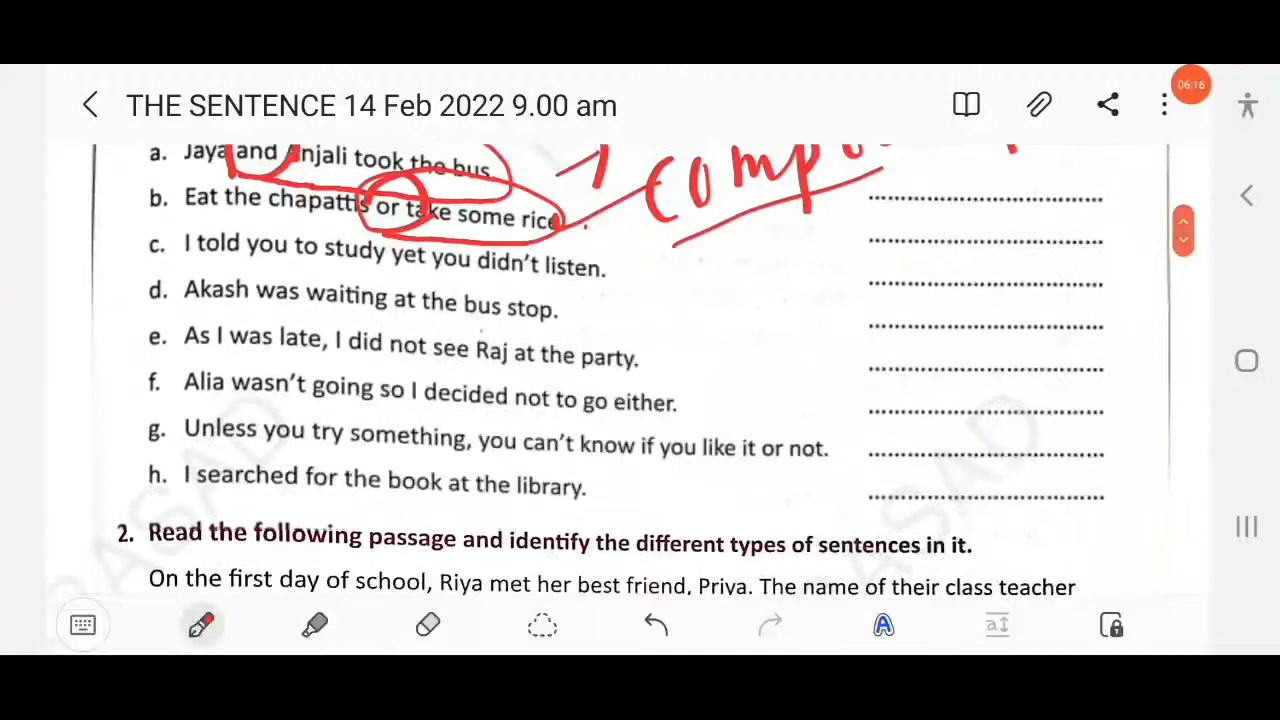 06:16
THE SENTENCE 14 Feb 2022 9.00 am
a. Jaya and Anjali took the bus.
b. Eat the chapattis or take some rice.
c. I told you to study yet you didn't listen.
d. Akash was waiting at the bus stop.
e. As I was late, I did not see Raj at the party.
f. Alia wasn't going so I decided not to go either.
g. Unless you try something, you can't know if you like it or not.
h. I searched for the book at the library.
2. Read the following passage and identify the different types of sentences in it.
On the first day of school, Riya met her best friend, Priya. The name of their class teacher